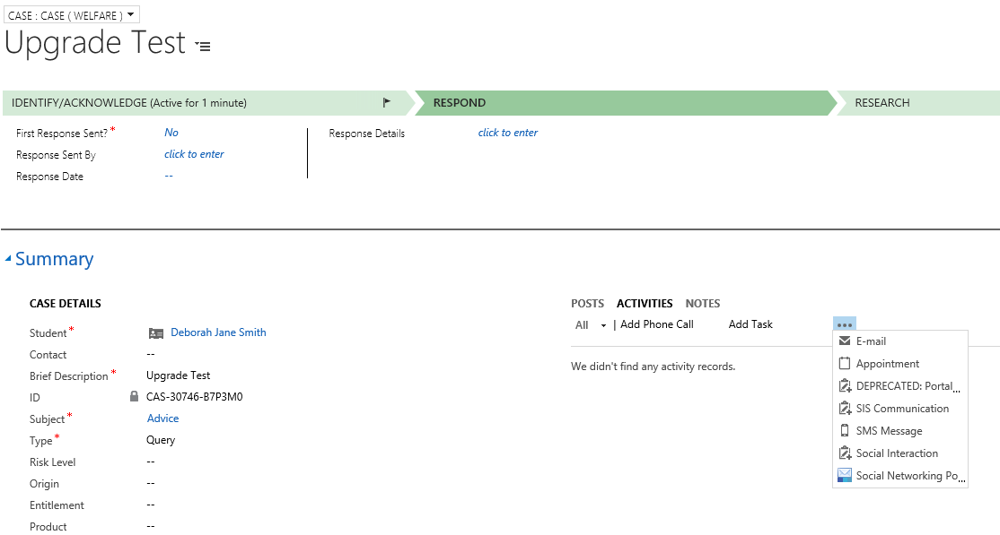 CASE : CASE ( WELFARE )
Upgrade Test
IDENTIFY/ACKNOWLEDGE (Active for 1 minute)
RESPOND
RESEARCH
First Response Sent?* No
Response Details click to enter
Response Sent By click to enter
Response Date --
Summary
CASE DETAILS
POSTS ACTIVITIES NOTES
All | Add Phone Call Add Task ...
Student* Deborah Jane Smith
Contact --
Brief Description* Upgrade Test
ID CAS-30746-B7P3M0
Subject* Advice
Type* Query
Risk Level --
Origin --
Entitlement --
Product --
We didn't find any activity records.
E-mail
Appointment
DEPRECATED: Portal...
SIS Communication
SMS Message
Social Interaction
Social Networking Po...